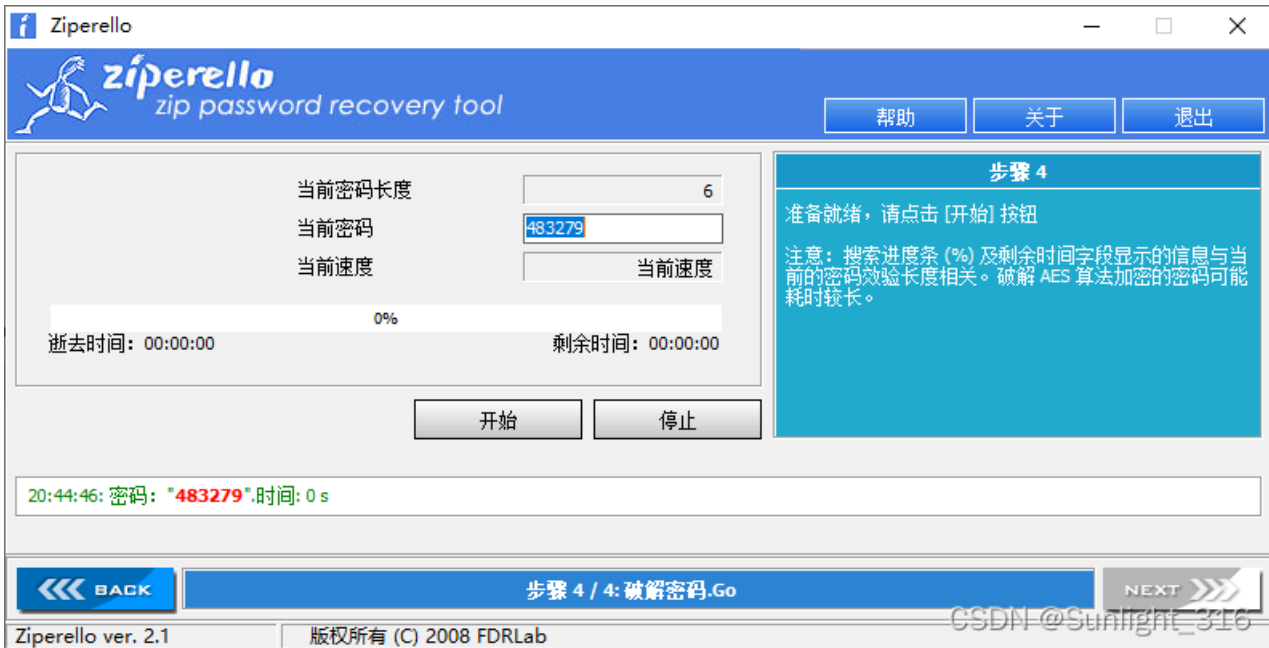 Ziperello
ziperello
zip password recovery tool
帮助 关于 退出
当前密码长度 6
当前密码 483279
当前速度 当前速度
0%
逝去时间：00:00:00 剩余时间：00:00:00
开始 停止
步骤 4
准备就绪，请点击 [开始] 按钮
注意：搜索进度条 (%) 及剩余时间字段显示的信息与当
前的密码效验长度相关。破解 AES 算法加密的密码可能
耗时较长。
20:44:46: 密码："483279".时间: 0 s
BACK 步骤 4 / 4: 破解密码.Go NEXT
CSDN @Sunlight_316
Ziperello ver. 2.1 版权所有 (C) 2008 FDRLab